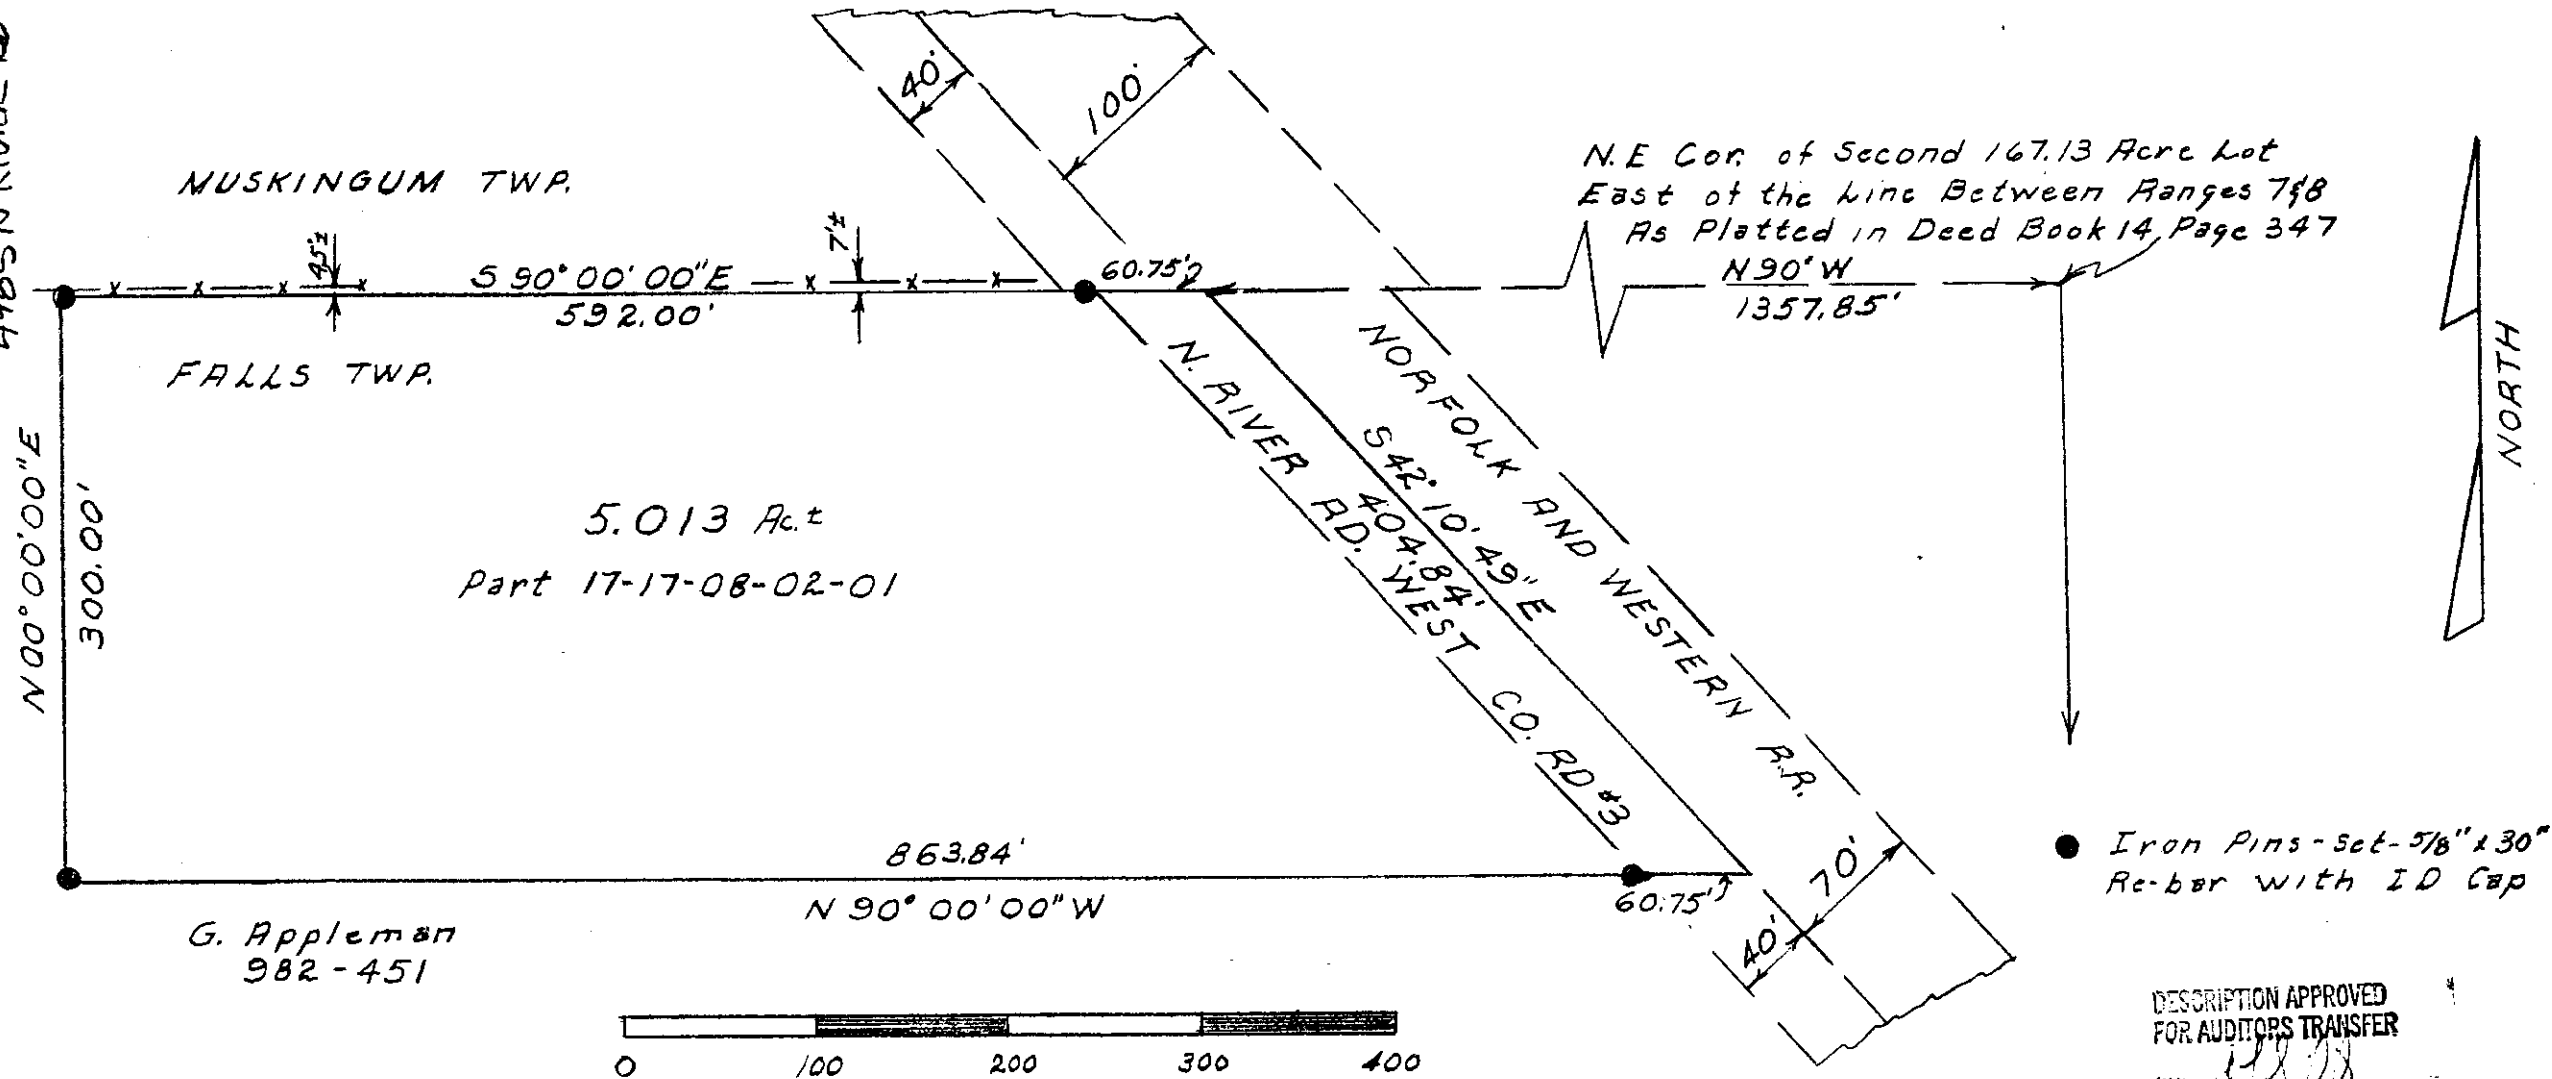 40'
100'
MUSKINGUM TWP.
N.E Cor. of Second 167.13 Acre Lot
East of the Line Between Ranges 7&8
As Platted in Deed Book 14, Page 347
7'±
S 90° 00' 00" E
592.00'
60.75'
N 90° W
1357.85'
FALLS TWP.
NORTH
N 00° 00' 00" E
300.00'
N. RIVER RD. WEST CO. RD #3
S 42° 10' 49" E
404.84'
NORFOLK AND WESTERN R.R.
5.013 Ac.±
Part 17-17-08-02-01
863.84'
N 90° 00' 00" W
60.75'
70'
40'
Iron Pins-set-5/8" x 30"
Re-bar with ID Cap
G. Appleman
982-451
0 100 200 300 400
DESCRIPTION APPROVED
FOR AUDITORS TRANSFER